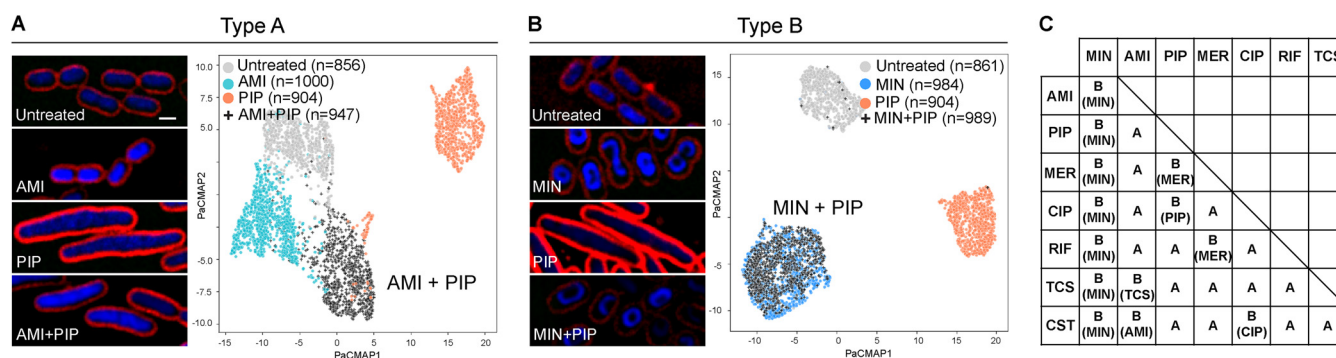 A
Type A
Untreated
AMI
PIP
AMI+PIP
Untreated (n=856)
AMI (n=1000)
PIP (n=904)
+ AMI+PIP (n=947)
AMI + PIP
PaCMAP2
10.0
7.5
5.0
-5.0
-7.5
-10.0
-15 -10 -5 0 5 10 15 20
PaCMAP1
B
Type B
Untreated
MIN
PIP
MIN+PIP
Untreated (n=861)
MIN (n=984)
PIP (n=904)
+ MIN+PIP (n=989)
MIN + PIP
PaCMAP2
15
10
5
0
-5
-10
-10 -5 0 5 10 15 20
PaCMAP1
C
MIN AMI PIP MER CIP RIF TCS
AMI B (MIN)
PIP B (MIN) A
MER B (MIN) A B (MER)
CIP B (MIN) A B (PIP) A
RIF B (MIN) A A B (MER) A
TCS B (MIN) B (TCS) A A A A
CST B (MIN) B (AMI) A A B (CIP) A A